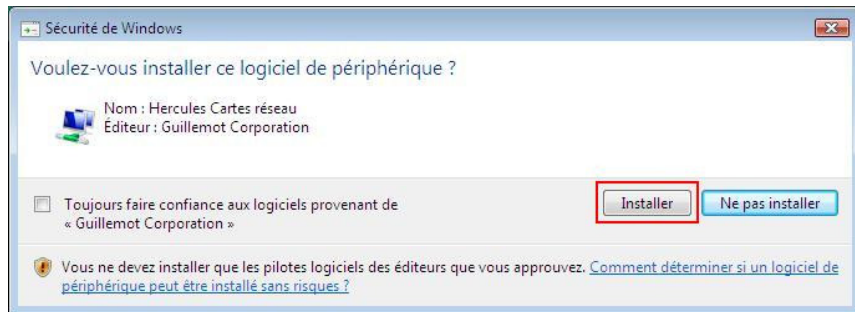 Sécurité de Windows
Voulez-vous installer ce logiciel de périphérique ?
Nom : Hercules Cartes réseau
Éditeur : Guillemot Corporation
Toujours faire confiance aux logiciels provenant de
« Guillemot Corporation »
Installer
Ne pas installer
Vous ne devez installer que les pilotes logiciels des éditeurs que vous approuvez. Comment déterminer si un logiciel de
périphérique peut être installé sans risques ?